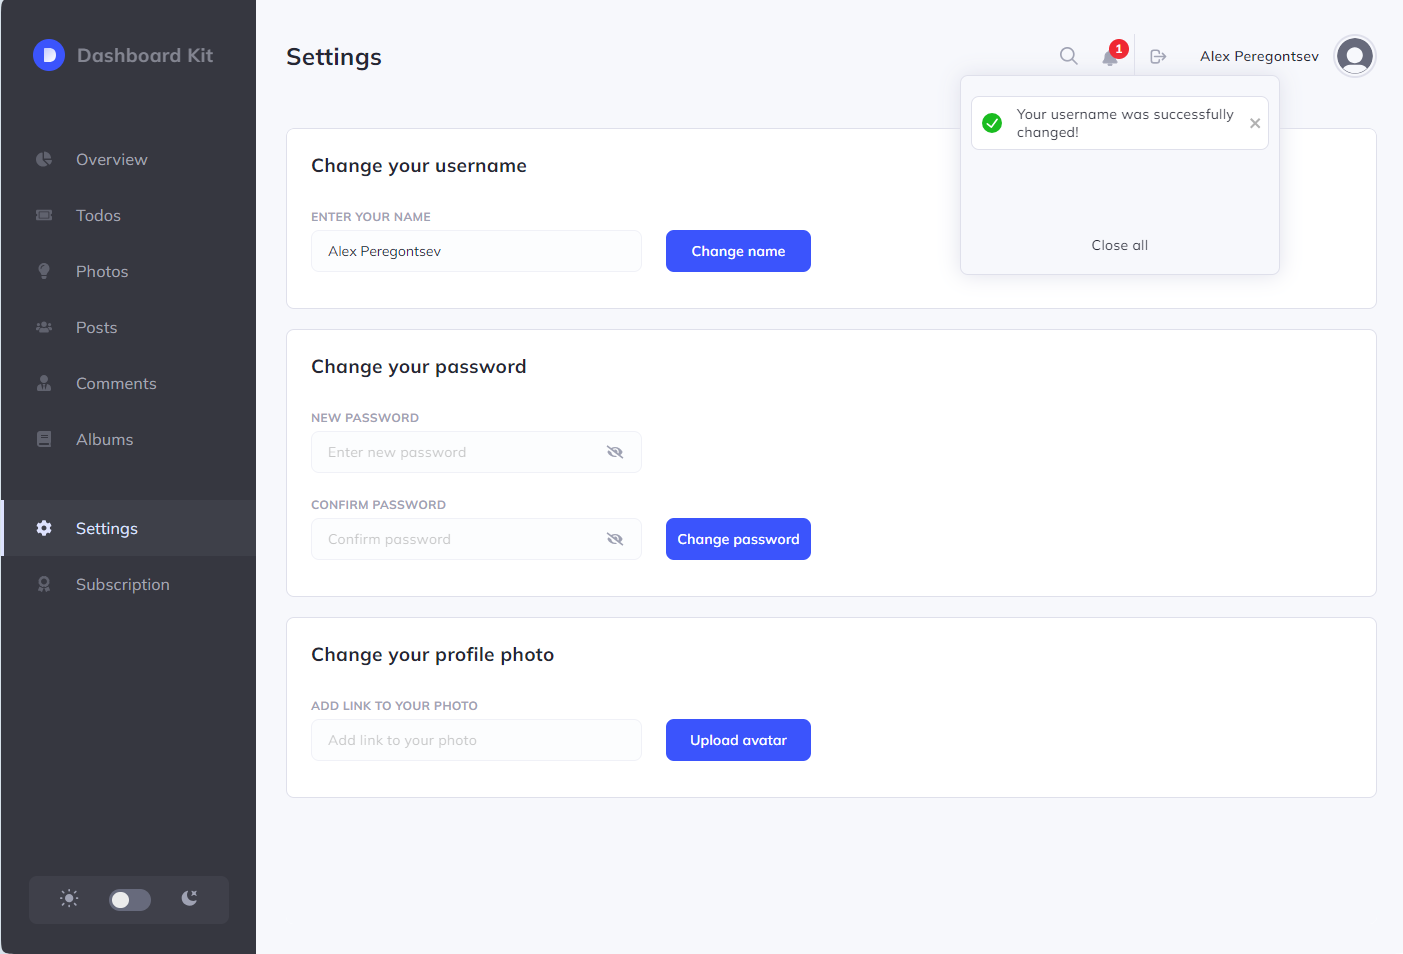 Dashboard Kit
Overview
Todos
Photos
Posts
Comments
Albums
Settings
Subscription
Settings
1
Alex Peregontsev
Your username was successfully
changed!
Close all
Change your username
ENTER YOUR NAME
Alex Peregontsev
Change name
Change your password
NEW PASSWORD
Enter new password
CONFIRM PASSWORD
Confirm password
Change password
Change your profile photo
ADD LINK TO YOUR PHOTO
Add link to your photo
Upload avatar